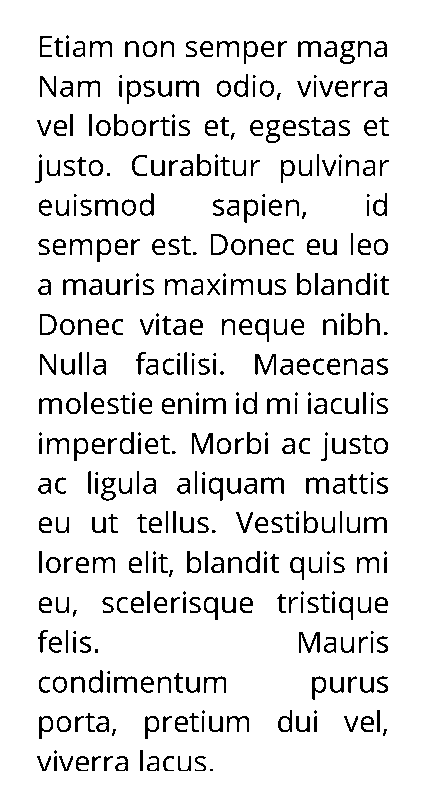 Etiam non semper magna
Nam ipsum odio, viverra
vel lobortis et, egestas et
justo. Curabitur pulvinar
euismod sapien, id
semper est. Donec eu leo
a mauris maximus blandit
Donec vitae neque nibh.
Nulla facilisi. Maecenas
molestie enim id mi iaculis
imperdiet. Morbi ac justo
ac ligula aliquam mattis
eu ut tellus. Vestibulum
lorem elit, blandit quis mi
eu, scelerisque tristique
felis. Mauris
condimentum purus
porta, pretium dui vel,
viverra lacus.